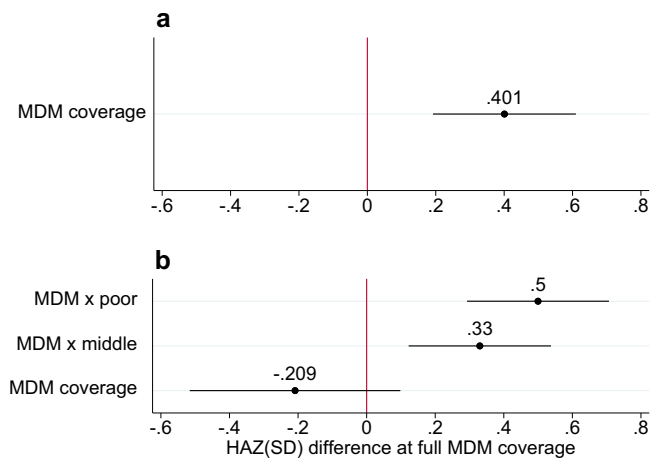 a
.401
MDM coverage
-.6 -.4 -.2 0 .2 .4 .6 .8
b
.5
MDM x poor
.33
MDM x middle
-.209
MDM coverage
-.6 -.4 -.2 0 .2 .4 .6 .8
HAZ(SD) difference at full MDM coverage